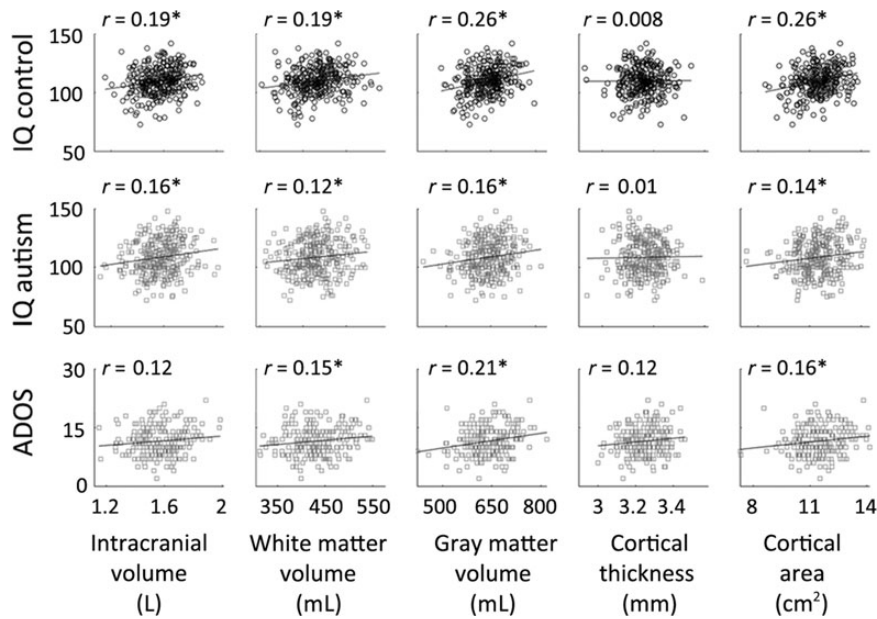 r = 0.19* r = 0.19* r = 0.26* r = 0.008 r = 0.26*
150
100
50
IQ control
r = 0.16* r = 0.12* r = 0.16* r = 0.01 r = 0.14*
150
100
50
IQ autism
r = 0.12 r = 0.15* r = 0.21* r = 0.12 r = 0.16*
30
15
0
ADOS
1.2 1.6 2 350 450 550 500 650 800 3 3.2 3.4 8 11 14
Intracranial White matter Gray matter Cortical Cortical
volume volume volume thickness area
(L) (mL) (mL) (mm) (cm²)